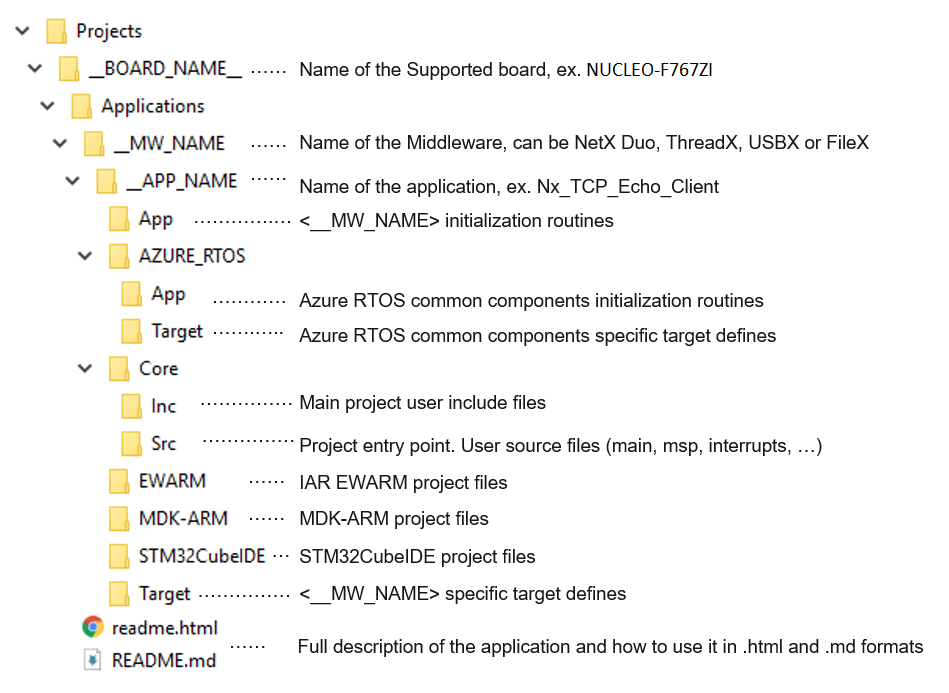 Projects
__BOARD_NAME__ ...... Name of the Supported board, ex. NUCLEO-F767ZI
Applications
__MW_NAME ...... Name of the Middleware, can be NetX Duo, ThreadX, USBX or FileX
__APP_NAME ...... Name of the application, ex. Nx_TCP_Echo_Client
App ................ <__MW_NAME> initialization routines
AZURE_RTOS
App ............ Azure RTOS common components initialization routines
Target ............ Azure RTOS common components specific target defines
Core
Inc ............... Main project user include files
Src ............... Project entry point. User source files (main, msp, interrupts, …)
EWARM ...... IAR EWARM project files
MDK-ARM ...... MDK-ARM project files
STM32CubeIDE ... STM32CubeIDE project files
Target ............... <__MW_NAME> specific target defines
readme.html
README.md ...... Full description of the application and how to use it in .html and .md formats